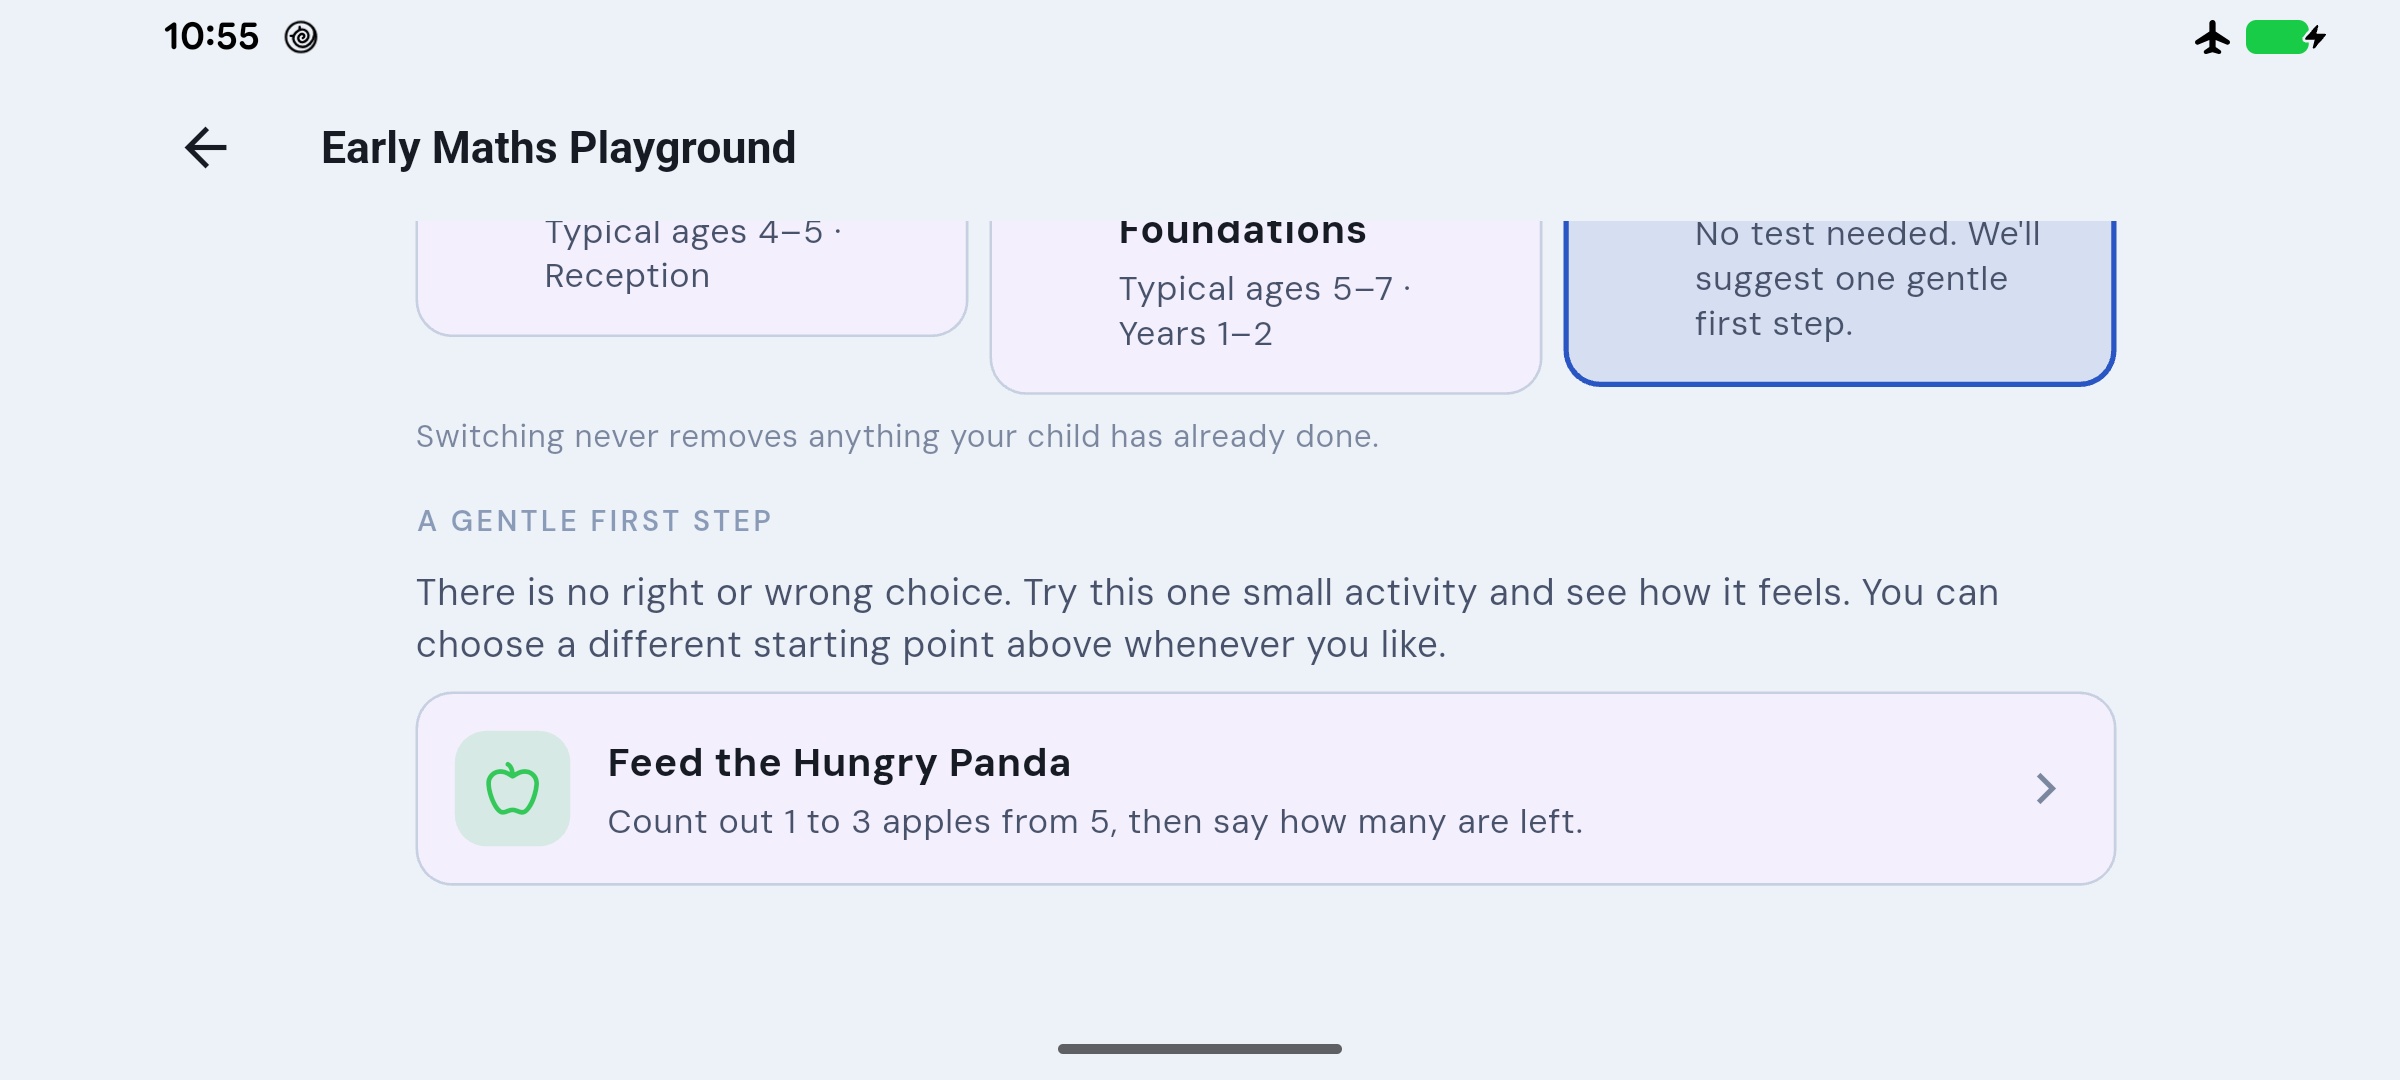 10:55
Early Maths Playground
Typical ages 4–5 ·
Reception
Foundations
Typical ages 5–7 ·
Years 1–2
No test needed. We'll
suggest one gentle
first step.
Switching never removes anything your child has already done.
A GENTLE FIRST STEP
There is no right or wrong choice. Try this one small activity and see how it feels. You can
choose a different starting point above whenever you like.
Feed the Hungry Panda
Count out 1 to 3 apples from 5, then say how many are left.